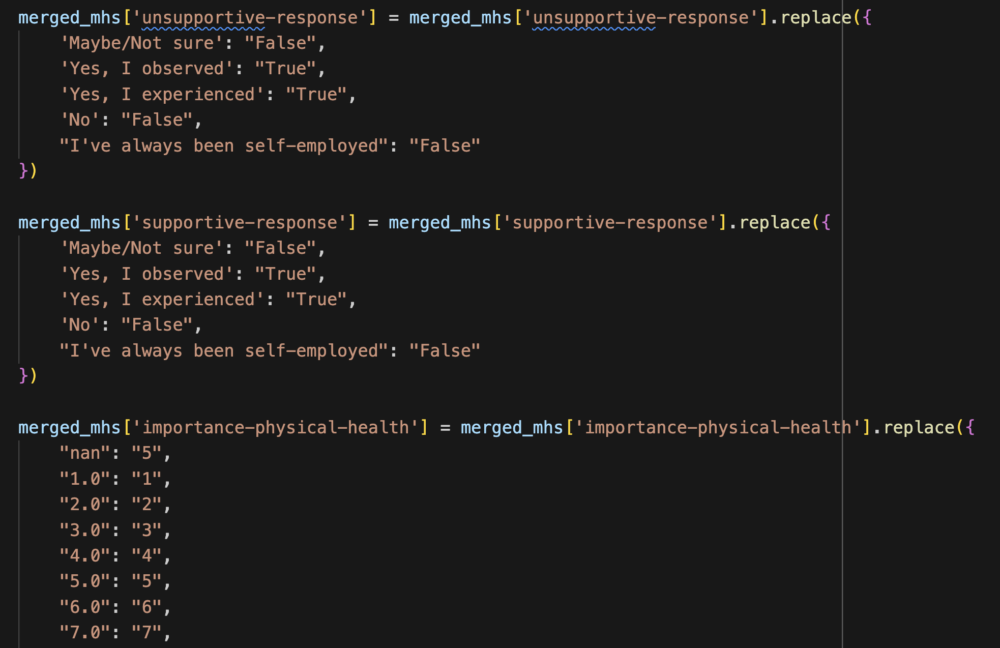 merged_mhs['unsupportive-response'] = merged_mhs['unsupportive-response'].replace({
    'Maybe/Not sure': "False",
    'Yes, I observed': "True",
    'Yes, I experienced': "True",
    'No': "False",
    "I've always been self-employed": "False"
})

merged_mhs['supportive-response'] = merged_mhs['supportive-response'].replace({
    'Maybe/Not sure': "False",
    'Yes, I observed': "True",
    'Yes, I experienced': "True",
    'No': "False",
    "I've always been self-employed": "False"
})

merged_mhs['importance-physical-health'] = merged_mhs['importance-physical-health'].replace({
    "nan": "5",
    "1.0": "1",
    "2.0": "2",
    "3.0": "3",
    "4.0": "4",
    "5.0": "5",
    "6.0": "6",
    "7.0": "7",